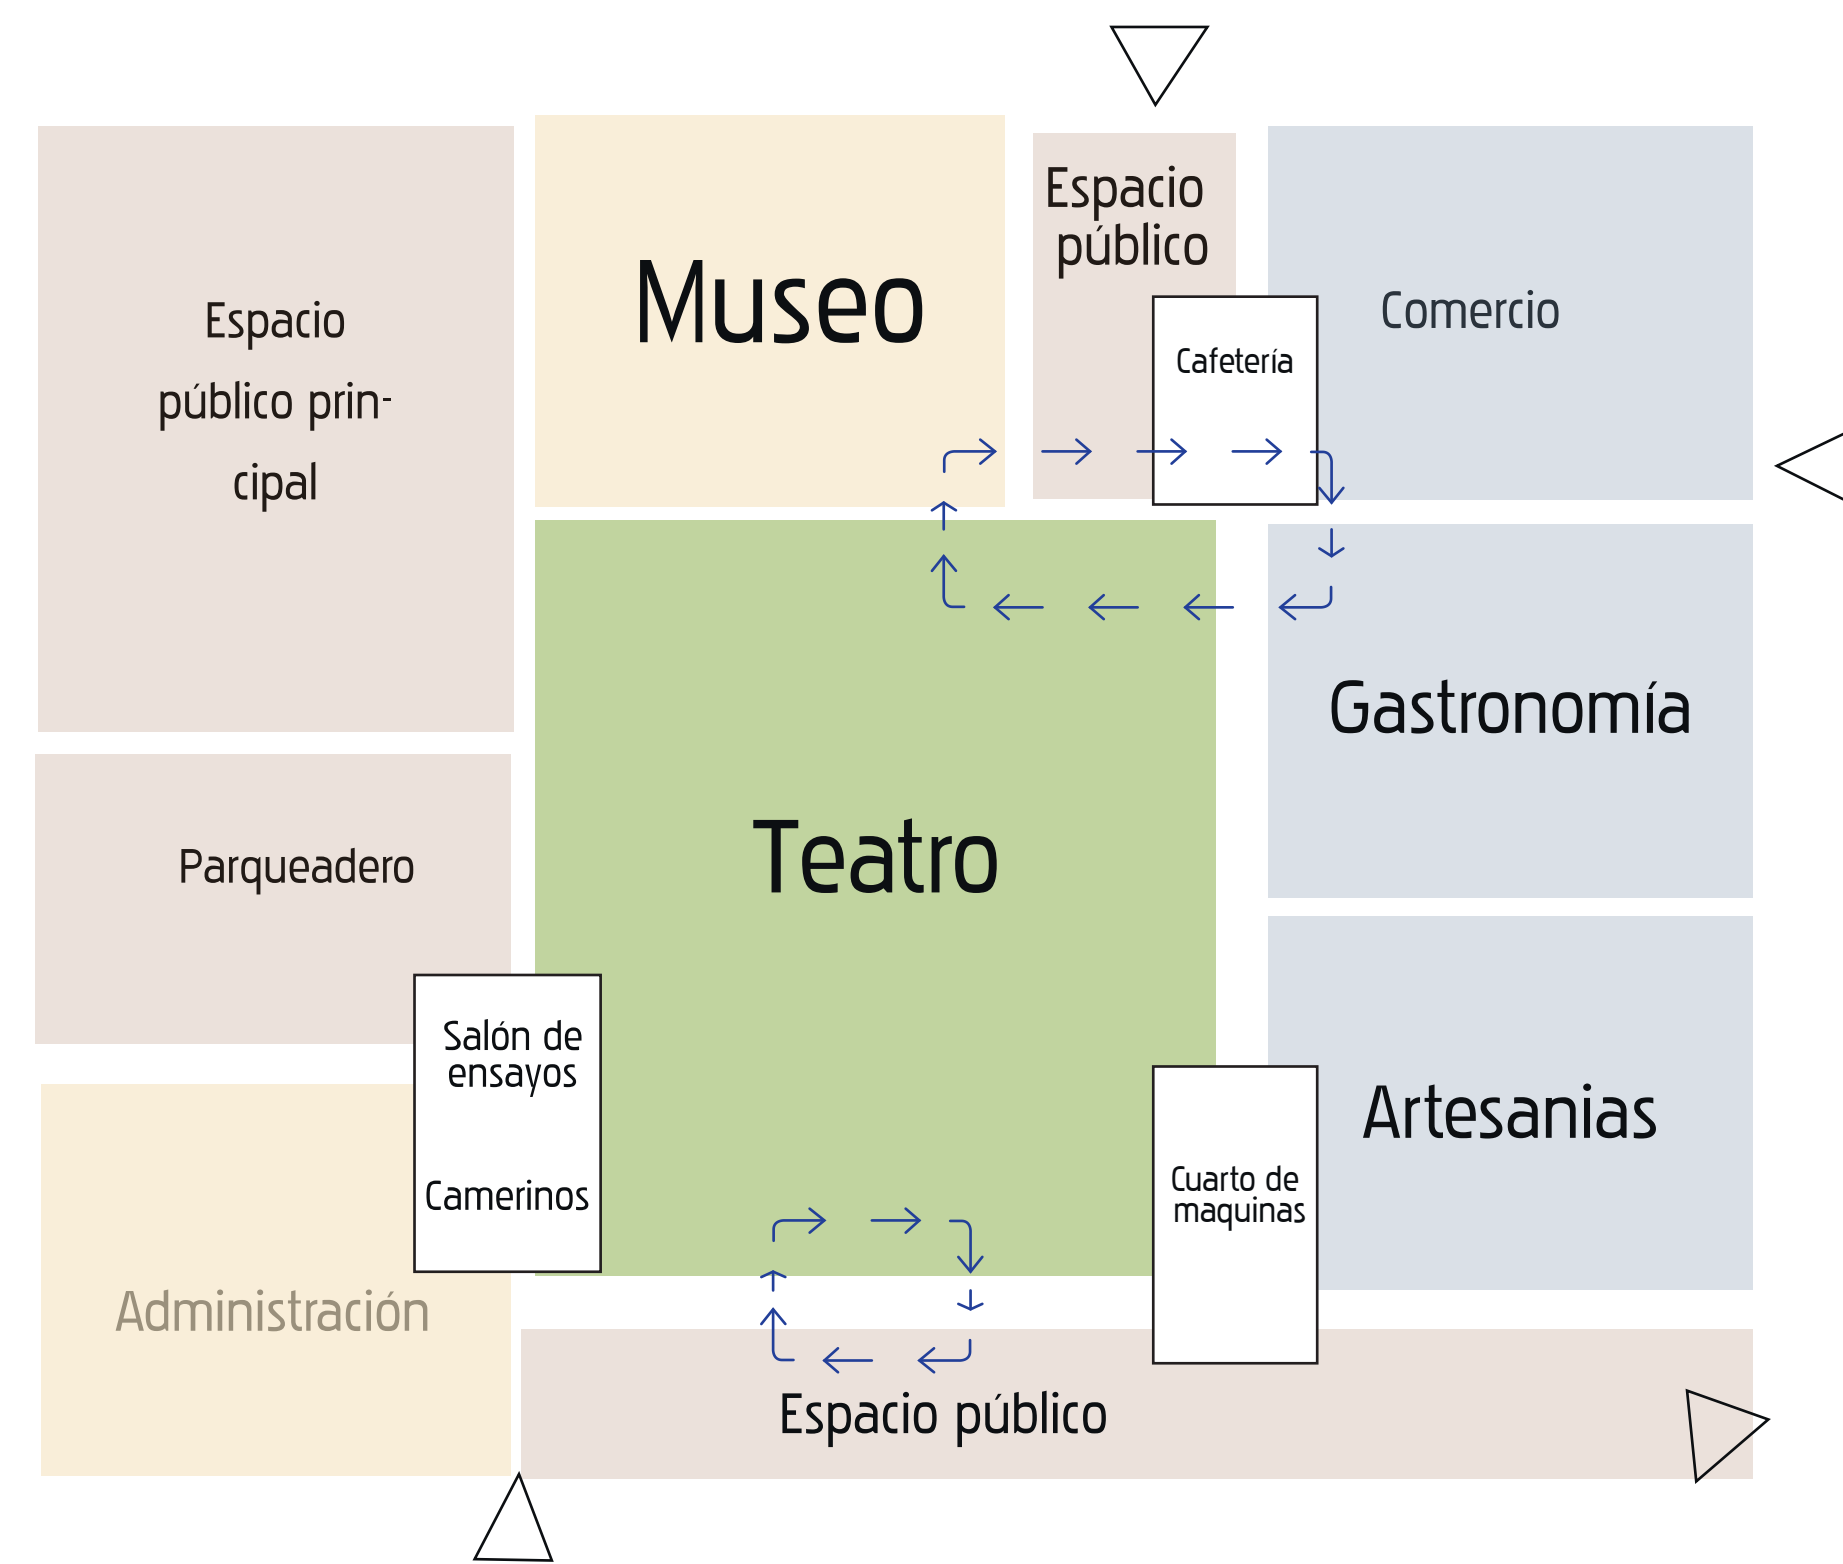 Espacio
público prin-
cipal
Museo
Espacio
público
Cafetería
Comercio
Gastronomía
Teatro
Parqueadero
Salón de
ensayos
Camerinos
Artesanias
Cuarto de
maquinas
Administración
Espacio público